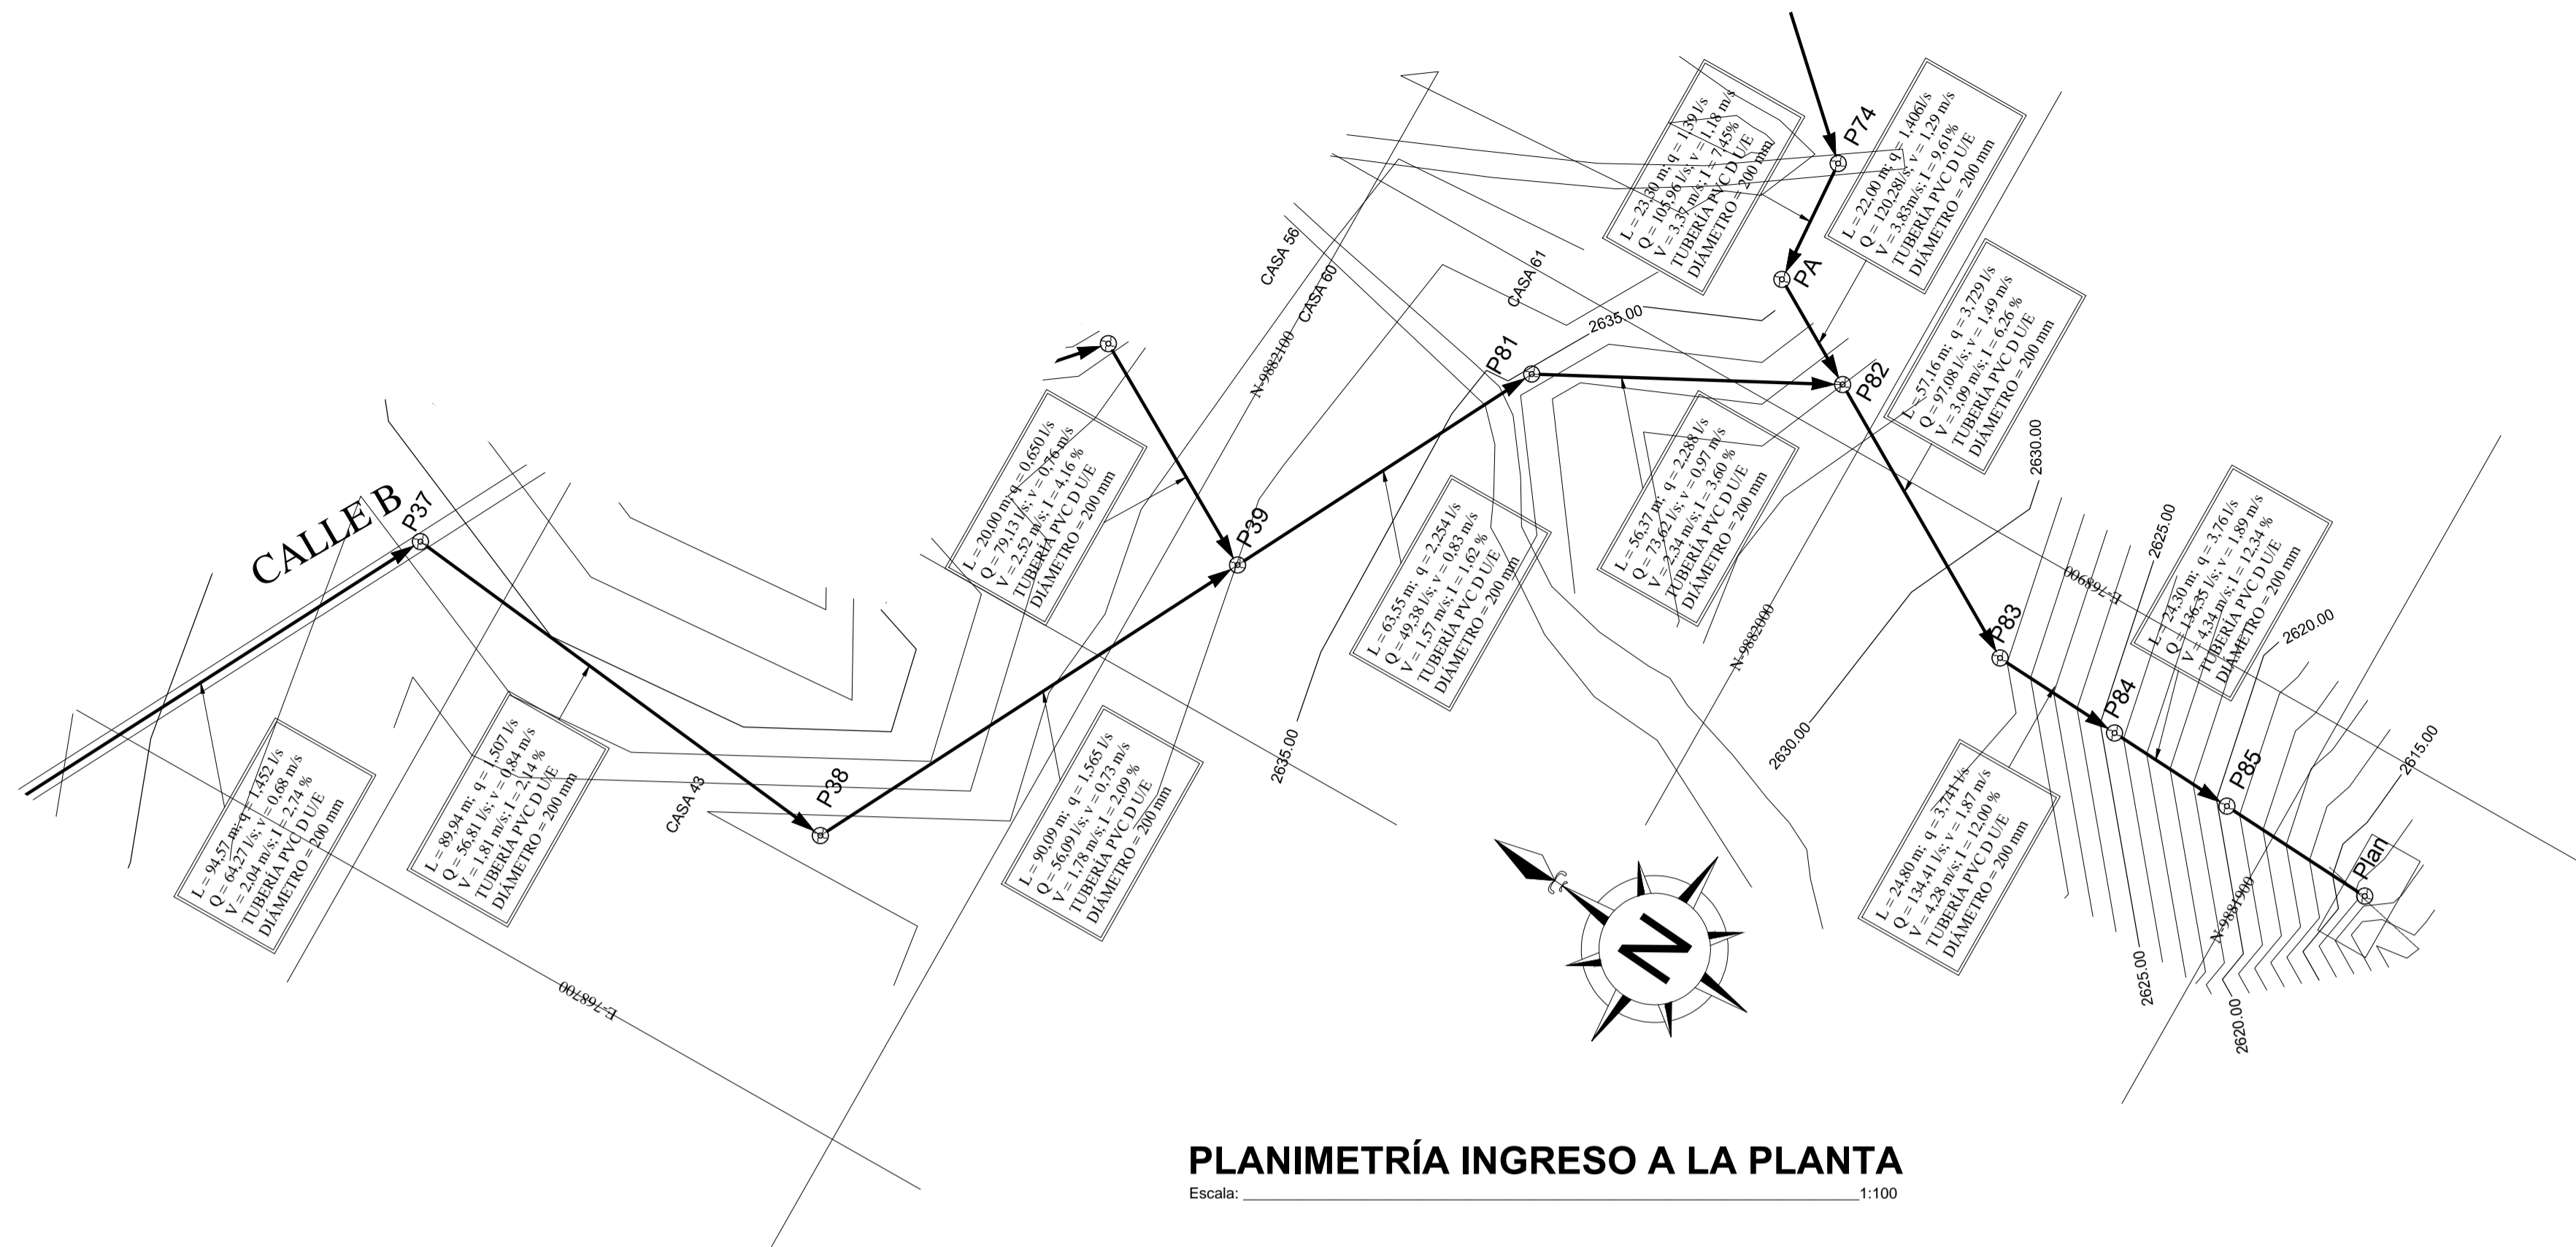 CALLE B
P37
L = 94,57 m; q = 1,452 l/s
Q = 64,27 l/s; v = 0,68 m/s
V = 2,04 m/s; I = 2,74 %
TUBERÍA PVC D U/E
DIÁMETRO = 200 mm
L = 89,94 m; q = 1,507 l/s
Q = 56,81 l/s; v = 0,84 m/s
V = 1,81 m/s; I = 2,14 %
TUBERÍA PVC D U/E
DIÁMETRO = 200 mm
E-768700
CASA 43
P38
L = 20,00 m; q = 0,650 l/s
Q = 79,13 l/s; v = 0,76 m/s
V = 2,52 m/s; I = 4,16 %
TUBERÍA PVC D U/E
DIÁMETRO = 200 mm
L = 90,09 m; q = 1,565 l/s
Q = 56,09 l/s; v = 0,73 m/s
V = 1,78 m/s; I = 2,09 %
TUBERÍA PVC D U/E
DIÁMETRO = 200 mm
P39
CASA 56
CASA 60
N-9882100
2635.00
L = 63,55 m; q = 2,254 l/s
Q = 49,38 l/s; v = 0,83 m/s
V = 1,57 m/s; I = 1,62 %
TUBERÍA PVC D U/E
DIÁMETRO = 200 mm
P81
CASA 61
2635.00
L = 23,30 m; q = 1,39 l/s
Q = 105,96 l/s; v = 1,18 m/s
V = 3,37 m/s; I = 7,45%
TUBERÍA PVC D U/E
DIÁMETRO = 200 mm
P74
PA
L = 22,00 m; q = 1,406l/s
Q = 120,28l/s; v = 1,29 m/s
V = 3,83m/s; I = 9,61%
TUBERÍA PVC D U/E
DIÁMETRO = 200 mm
L = 56,37 m; q = 2,288 l/s
Q = 73,62 l/s; v = 0,97 m/s
V = 2,34 m/s; I = 3,60 %
TUBERÍA PVC D U/E
DIÁMETRO = 200 mm
P82
L = 57,16 m; q = 3,729 l/s
Q = 97,08 l/s; v = 1,49 m/s
V = 3,09 m/s; I = 6,26 %
TUBERÍA PVC D U/E
DIÁMETRO = 200 mm
N-9882000
2630.00
2630.00
P83
E-768900
2625.00
L = 24,30 m; q = 3,76 l/s
Q = 136,35 l/s; v = 1,89 m/s
V = 4,34 m/s; I = 12,34 %
TUBERÍA PVC D U/E
DIÁMETRO = 200 mm
2620.00
P84
L = 24,80 m; q = 3,741 l/s
Q = 134,41 l/s; v = 1,87 m/s
V = 4,28 m/s; I = 12,00 %
TUBERÍA PVC D U/E
DIÁMETRO = 200 mm
P85
2615.00
Plan
N-9881900
2625.00
2620.00
N
PLANIMETRÍA INGRESO A LA PLANTA
Escala: 1:100